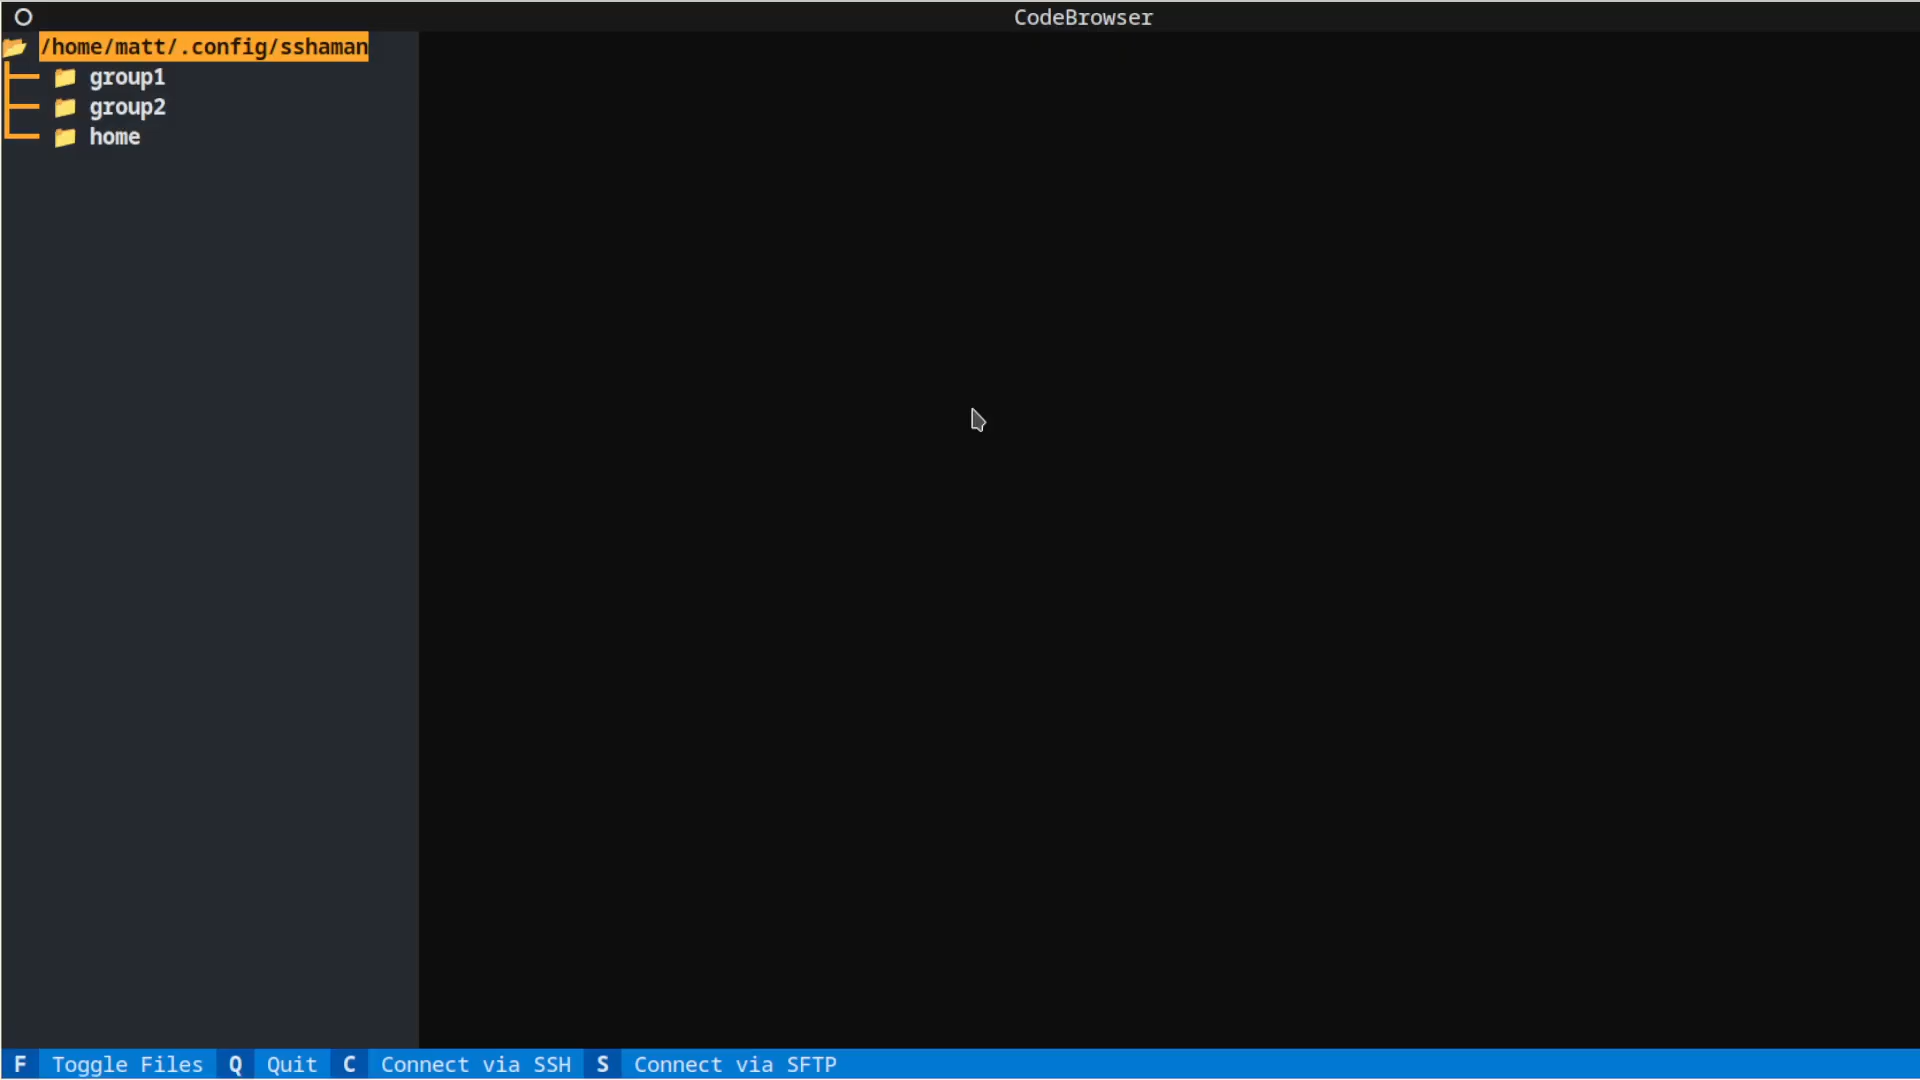 CodeBrowser
/home/matt/.config/sshaman
group1
group2
home
F Toggle Files Q Quit C Connect via SSH S Connect via SFTP